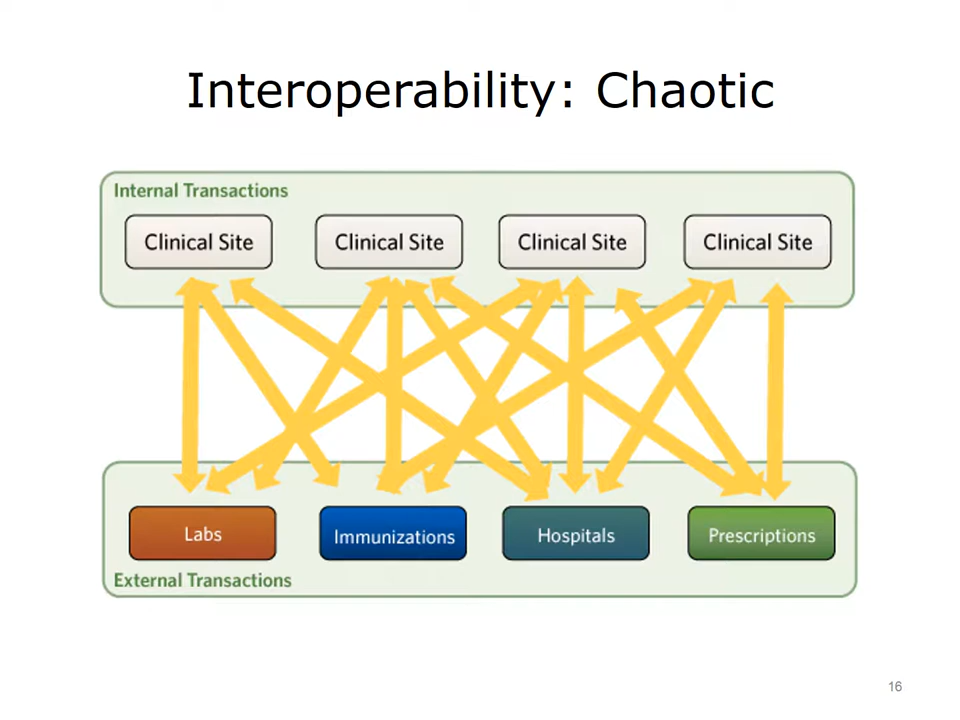 Interoperability: Chaotic
Internal Transactions
Clinical Site
Clinical Site
Clinical Site
Clinical Site
Labs
Immunizations
Hospitals
Prescriptions
External Transactions
16